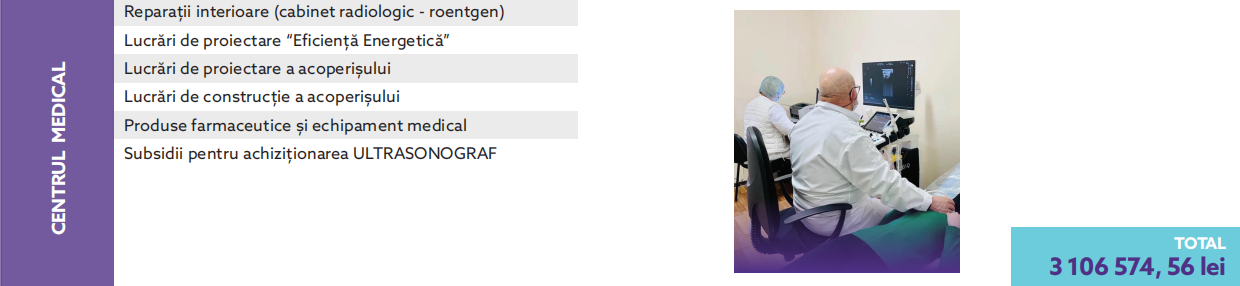 CENTRUL MEDICAL
Reparații interioare (cabinet radiologic - roentgen)
Lucrări de proiectare “Eficiență Energetică”
Lucrări de proiectare a acoperișului
Lucrări de construcție a acoperișului
Produse farmaceutice și echipament medical
Subsidii pentru achiziționarea ULTRASONOGRAF
TOTAL
3 106 574, 56 lei